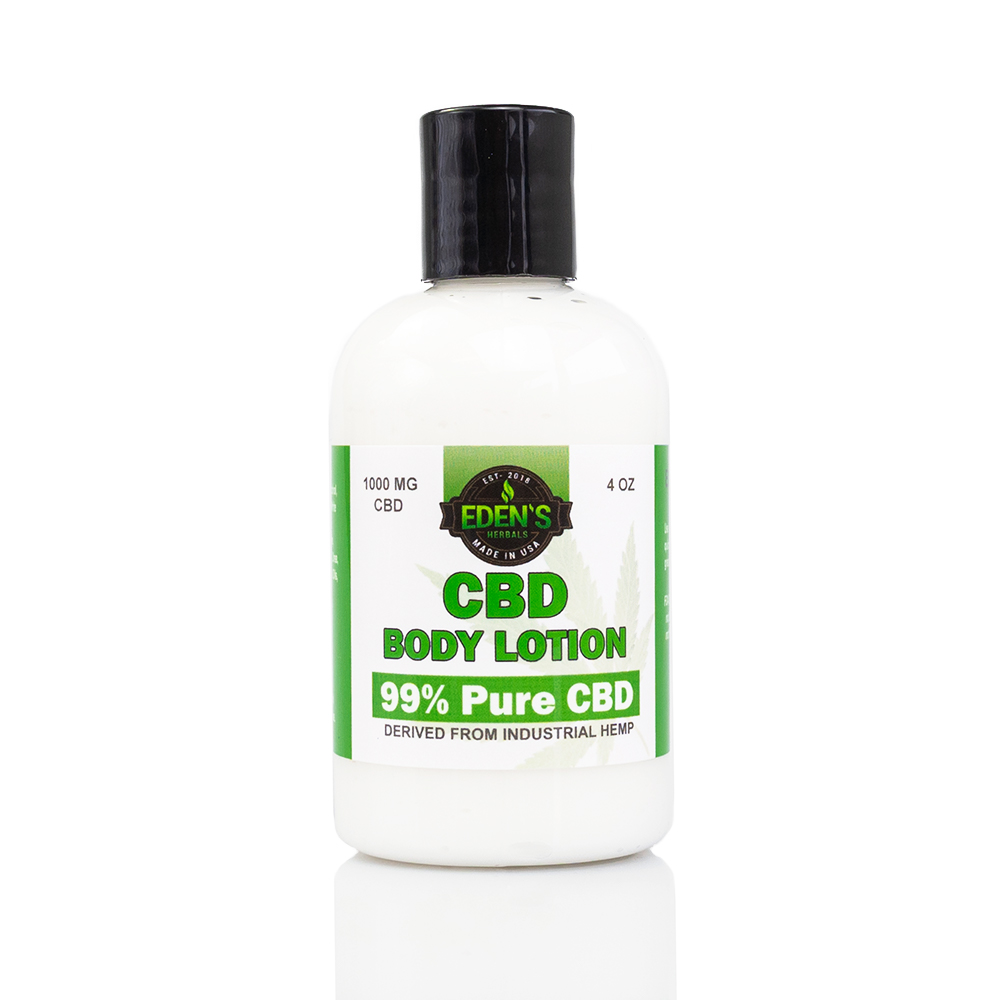 1000 MG
CBD
EST- 2018
EDEN'S
HERBALS
MADE IN USA
4 OZ
CBD
BODY LOTION
99% Pure CBD
DERIVED FROM INDUSTRIAL HEMP